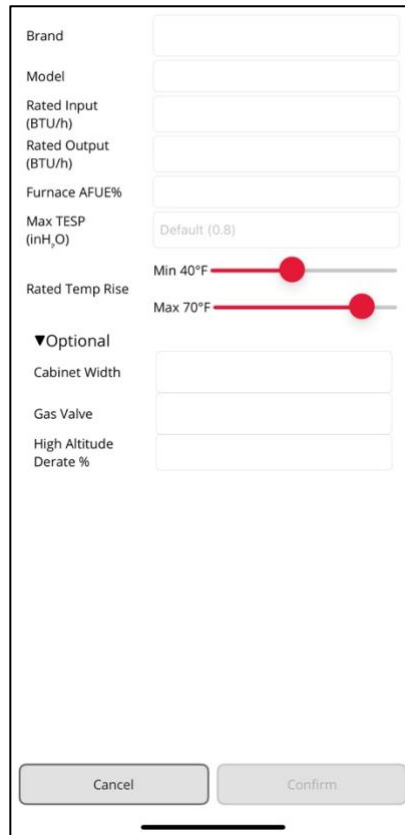 Brand
Model
Rated Input
(BTU/h)
Rated Output
(BTU/h)
Furnace AFUE%
Max TESP
(inH₂O)
Default (0.8)
Rated Temp Rise
Min 40°F
Max 70°F
▼Optional
Cabinet Width
Gas Valve
High Altitude
Derate %
Cancel
Confirm